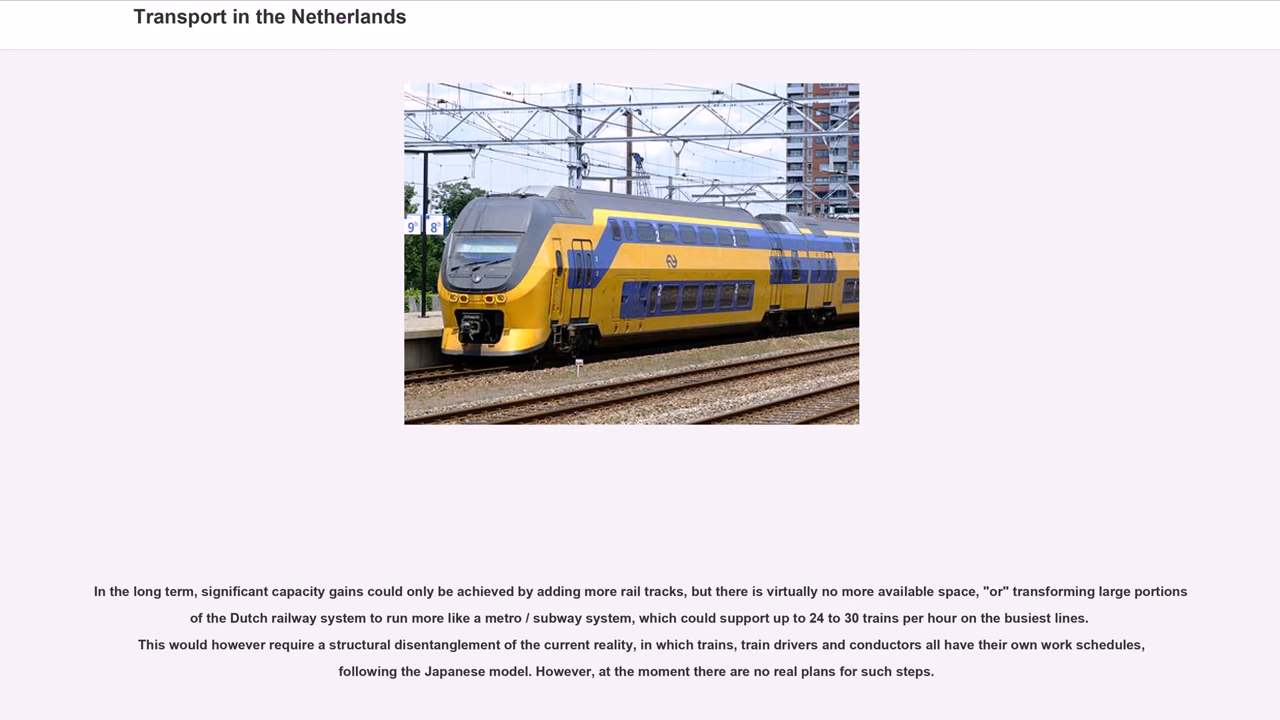 Transport in the Netherlands
9b 8b
2 2
In the long term, significant capacity gains could only be achieved by adding more rail tracks, but there is virtually no more available space, "or" transforming large portions
of the Dutch railway system to run more like a metro / subway system, which could support up to 24 to 30 trains per hour on the busiest lines.
This would however require a structural disentanglement of the current reality, in which trains, train drivers and conductors all have their own work schedules,
following the Japanese model. However, at the moment there are no real plans for such steps.